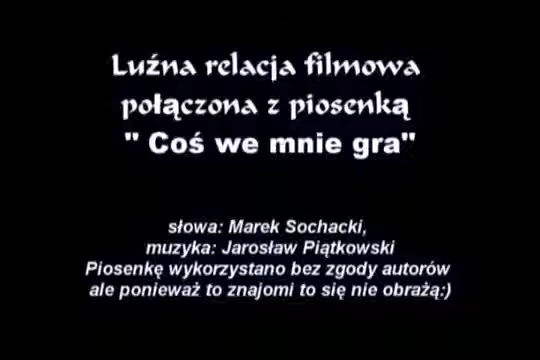 Luźna relacja filmowa
połączona z piosenką
" Coś we mnie gra"
słowa: Marek Sochacki,
muzyka: Jarosław Piątkowski
Piosenkę wykorzystano bez zgody autorów
ale ponieważ to znajomi to się nie obrażą:)